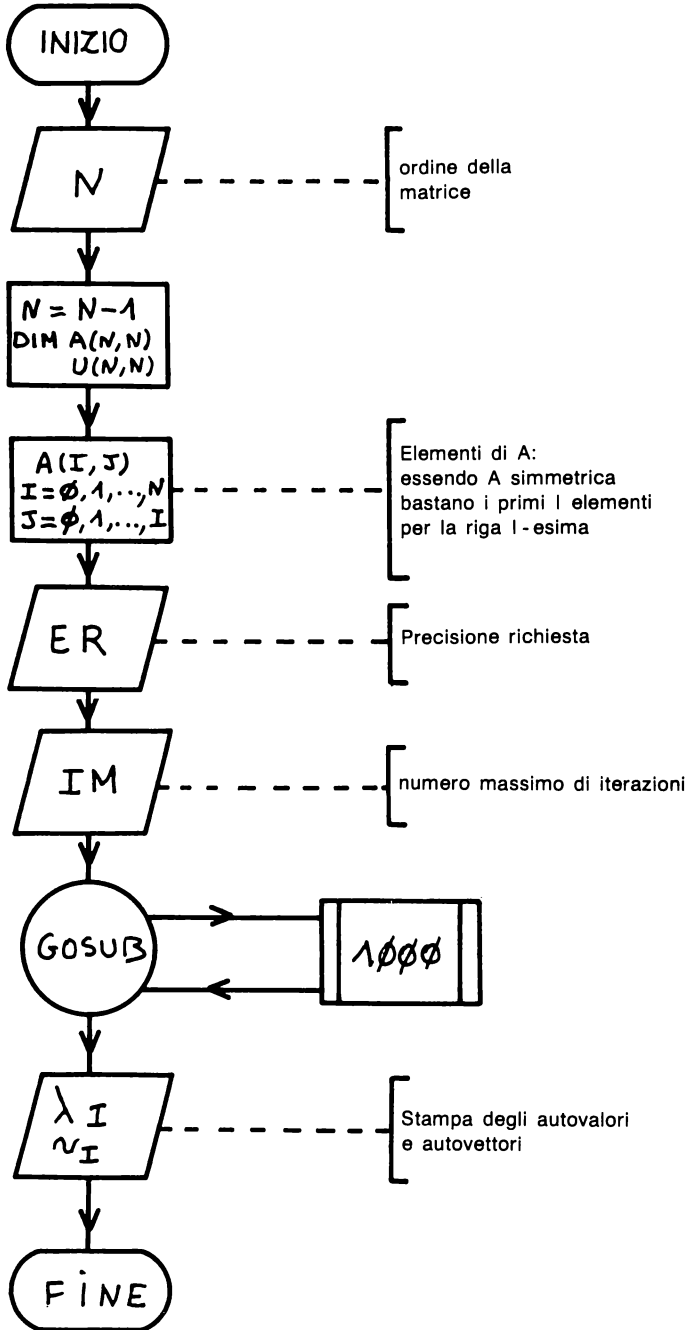 INIZIO
N
ordine della
matrice
N = N-1
DIM A(N,N)
U(N,N)
A(I,J)
I=Ø,1,...,N
J=Ø,1,...,I
Elementi di A:
essendo A simmetrica
bastano i primi I elementi
per la riga I-esima
ER
Precisione richiesta
IM
numero massimo di iterazioni
GOSUB
1ØØØ
λ I
v I
Stampa degli autovalori
e autovettori
FiNE